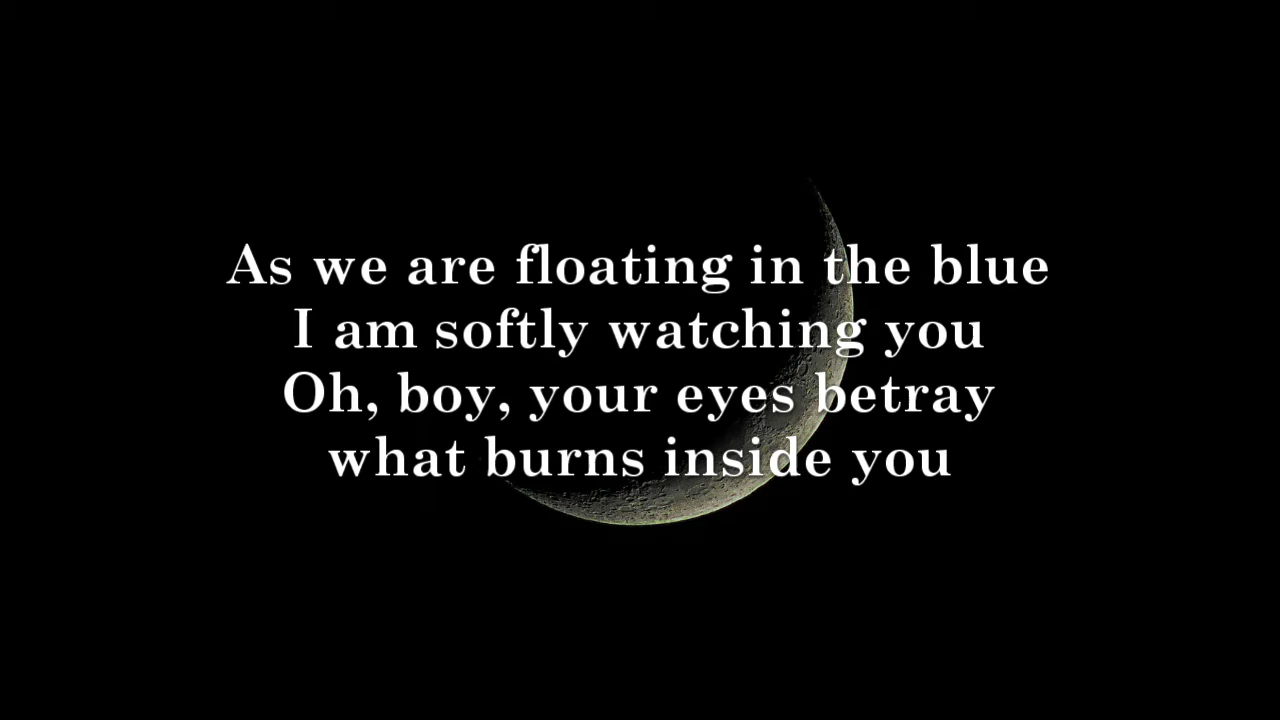 As we are floating in the blue
I am softly watching you
Oh, boy, your eyes betray
what burns inside you